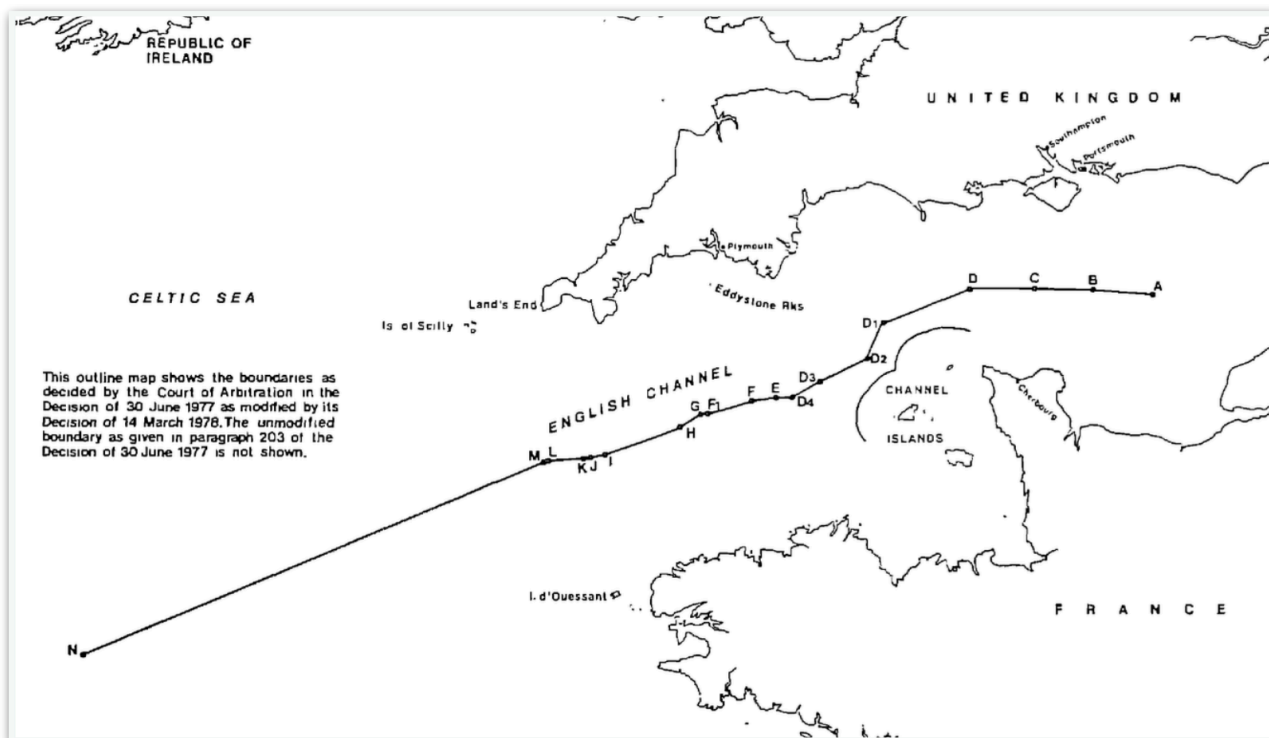 REPUBLIC OF
IRELAND
UNITED KINGDOM
Southampton
Portsmouth
Plymouth
CELTIC SEA
Land's End
Eddystone Rks
Is of Scilly
D
C
B
A
D1
D2
D3
D4
E
F
F1
G
H
I
J
K
L
M
N
ENGLISH CHANNEL
CHANNEL
ISLANDS
Cherbourg
This outline map shows the boundaries as
decided by the Court of Arbitration in the
Decision of 30 June 1977 as modified by its
Decision of 14 March 1978. The unmodified
boundary as given in paragraph 203 of the
Decision of 30 June 1977 is not shown.
I. d'Ouessant
FRANCE